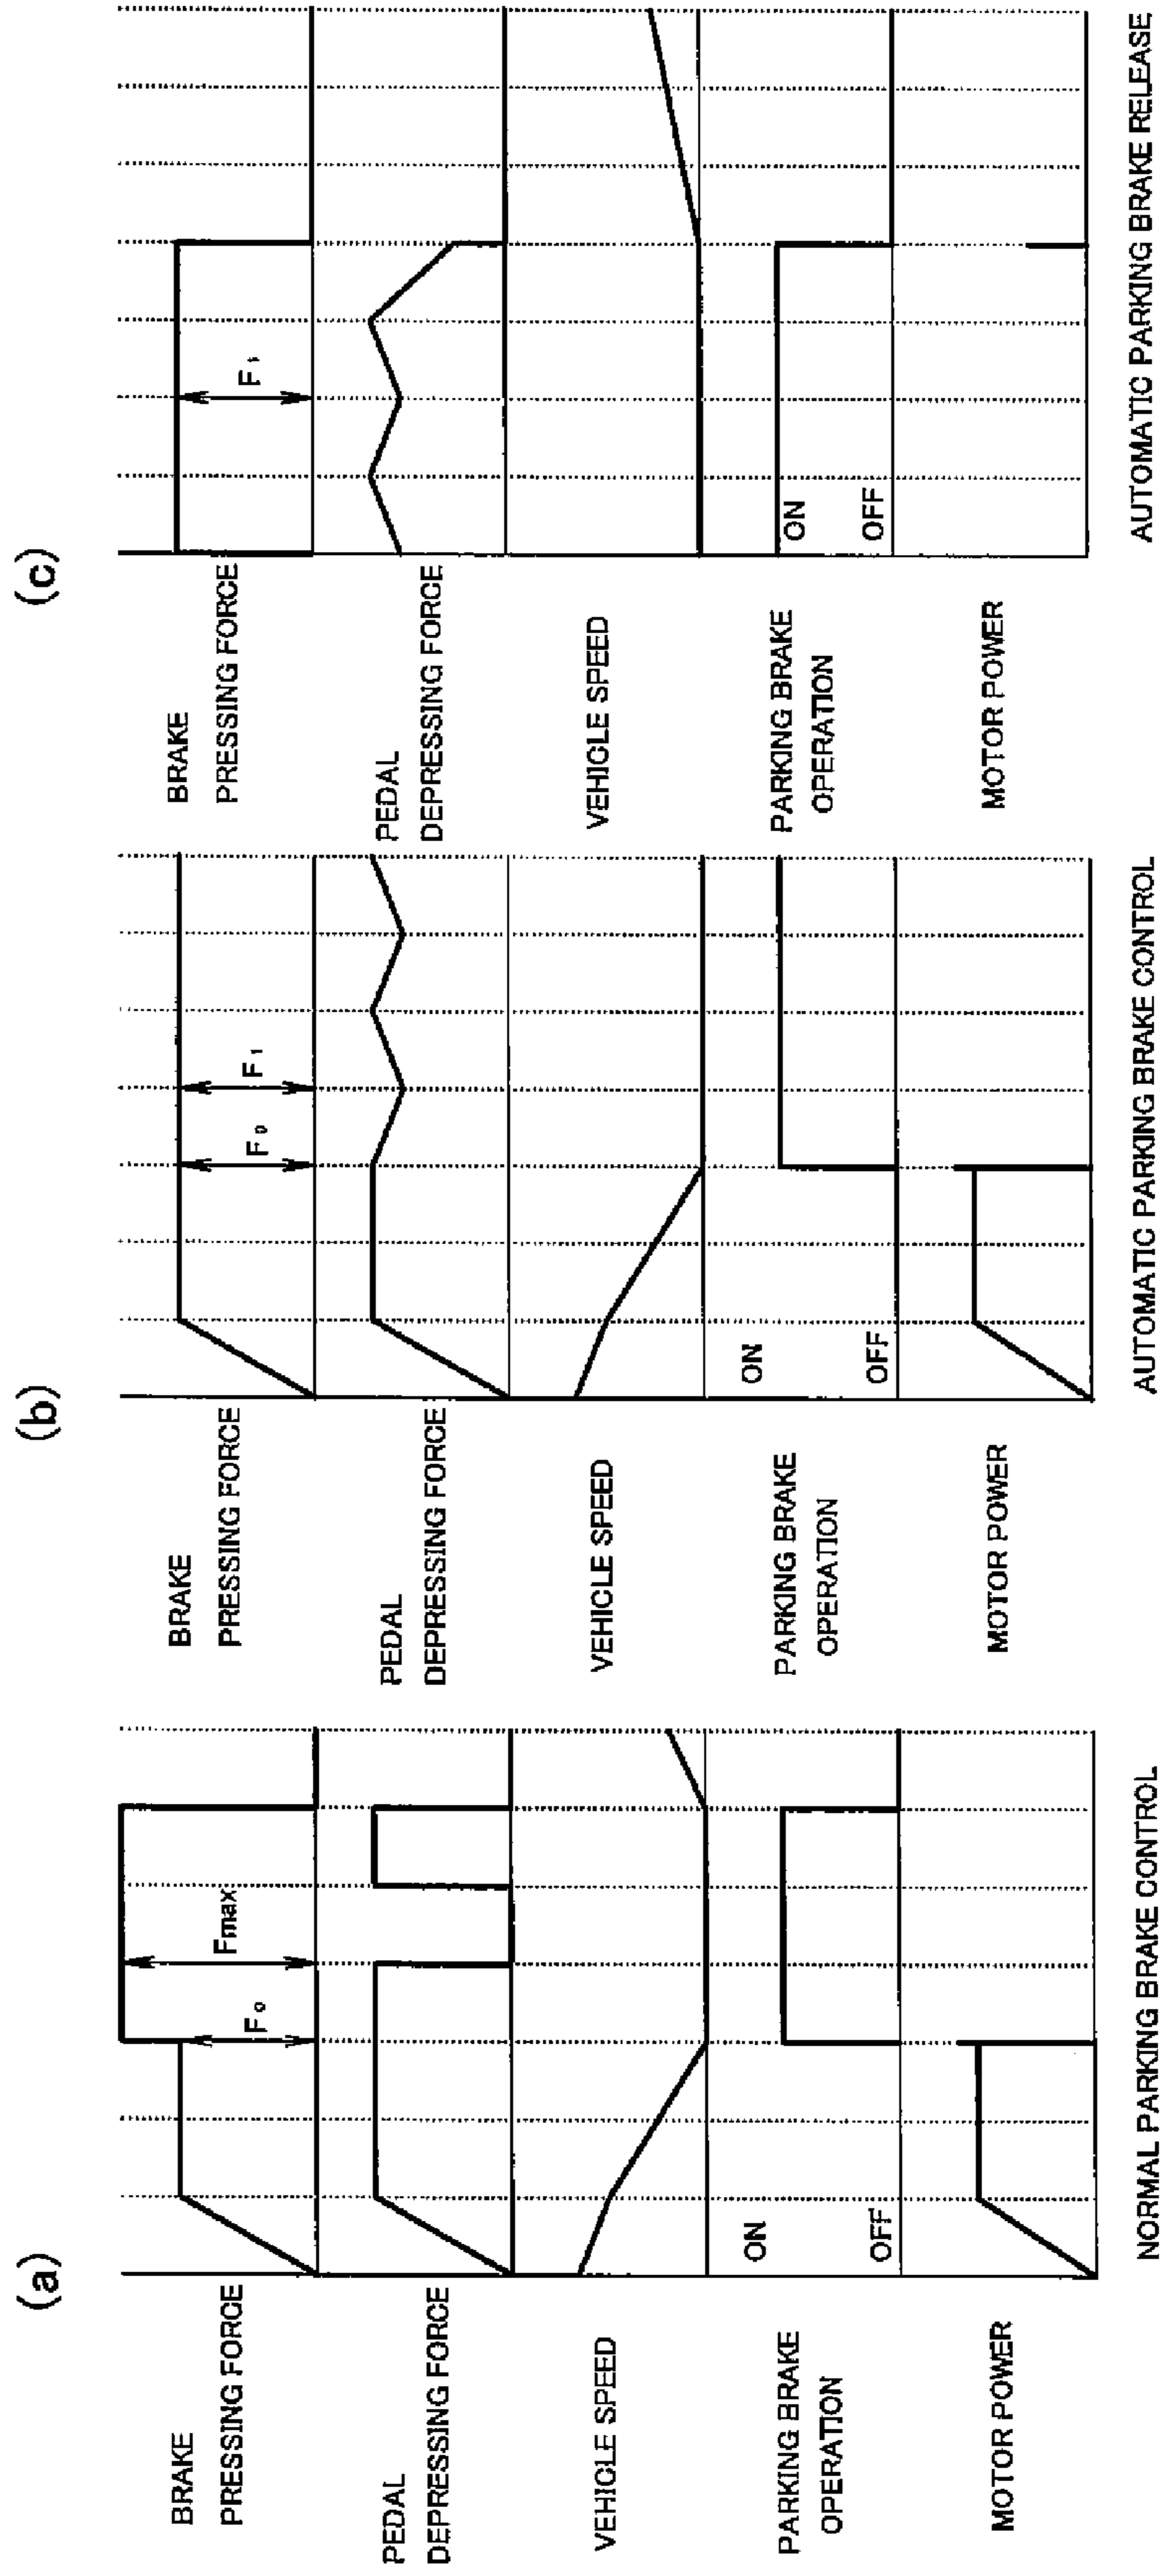 (a)
BRAKE
PRESSING FORCE
F₀
Fmax
PEDAL
DEPRESSING FORCE
VEHICLE SPEED
PARKING BRAKE
OPERATION
ON
OFF
MOTOR POWER
NORMAL PARKING BRAKE CONTROL
(b)
BRAKE
PRESSING FORCE
F₀
F₁
PEDAL
DEPRESSING FORCE
VEHICLE SPEED
PARKING BRAKE
OPERATION
ON
OFF
MOTOR POWER
AUTOMATIC PARKING BRAKE CONTROL
(c)
BRAKE
PRESSING FORCE
F₁
PEDAL
DEPRESSING FORCE
VEHICLE SPEED
PARKING BRAKE
OPERATION
ON
OFF
MOTOR POWER
AUTOMATIC PARKING BRAKE RELEASE